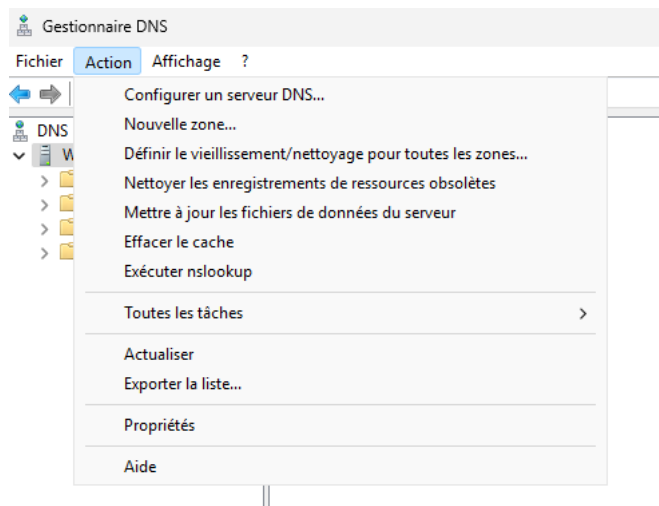 Gestionnaire DNS
Fichier Action Affichage ?
Configurer un serveur DNS...
Nouvelle zone...
Définir le vieillissement/nettoyage pour toutes les zones...
Nettoyer les enregistrements de ressources obsolètes
Mettre à jour les fichiers de données du serveur
Effacer le cache
Exécuter nslookup
Toutes les tâches
Actualiser
Exporter la liste...
Propriétés
Aide
DNS